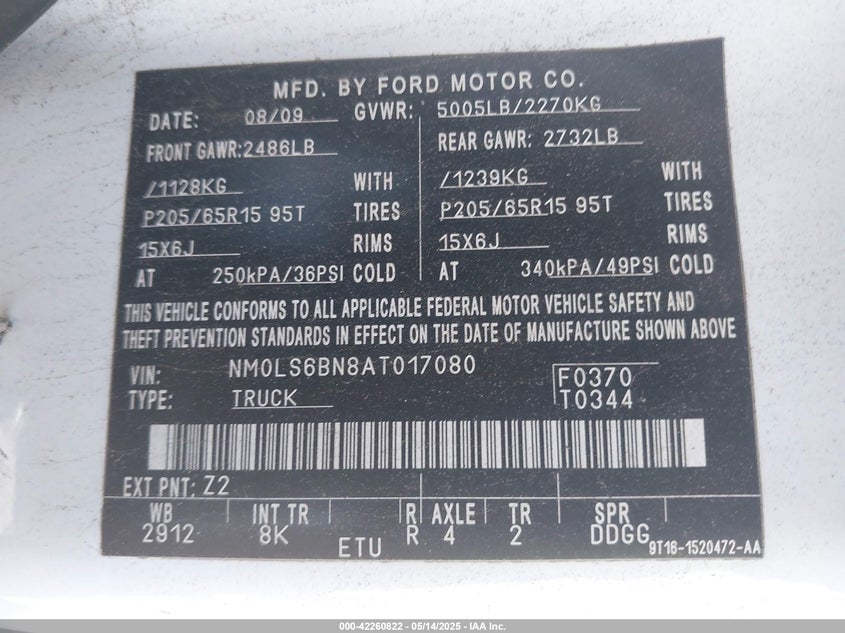 MFD. BY FORD MOTOR CO.
DATE: 08/09 GVWR: 5005LB/2270KG
FRONT GAWR: 2486LB REAR GAWR: 2732LB
/1128KG WITH /1239KG WITH
P205/65R15 95T TIRES P205/65R15 95T TIRES
15X6J RIMS 15X6J RIMS
AT 250kPA/36PSI COLD AT 340kPA/49PSI COLD
THIS VEHICLE CONFORMS TO ALL APPLICABLE FEDERAL MOTOR VEHICLE SAFETY AND
THEFT PREVENTION STANDARDS IN EFFECT ON THE DATE OF MANUFACTURE SHOWN ABOVE
VIN: NM0LS6BN8AT017080 F0370
TYPE: TRUCK T0344
EXT PNT: Z2
WB INT TR R AXLE TR SPR
2912 8K ETU R 4 2 DDGG
9T16-1520472-AA
000-42260822 - 05/14/2025 - IAA Inc.